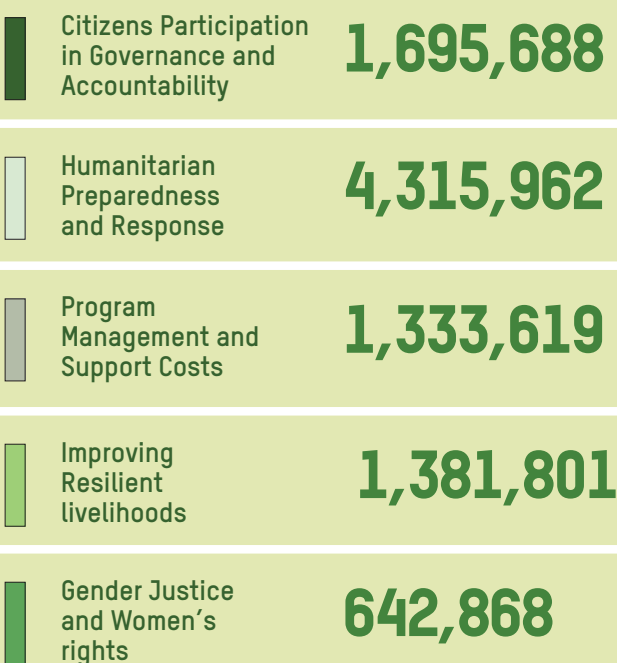 Citizens Participation
in Governance and
Accountability
1,695,688
Humanitarian
Preparedness
and Response
4,315,962
Program
Management and
Support Costs
1,333,619
Improving
Resilient
livelihoods
1,381,801
Gender Justice
and Women’s
rights
642,868